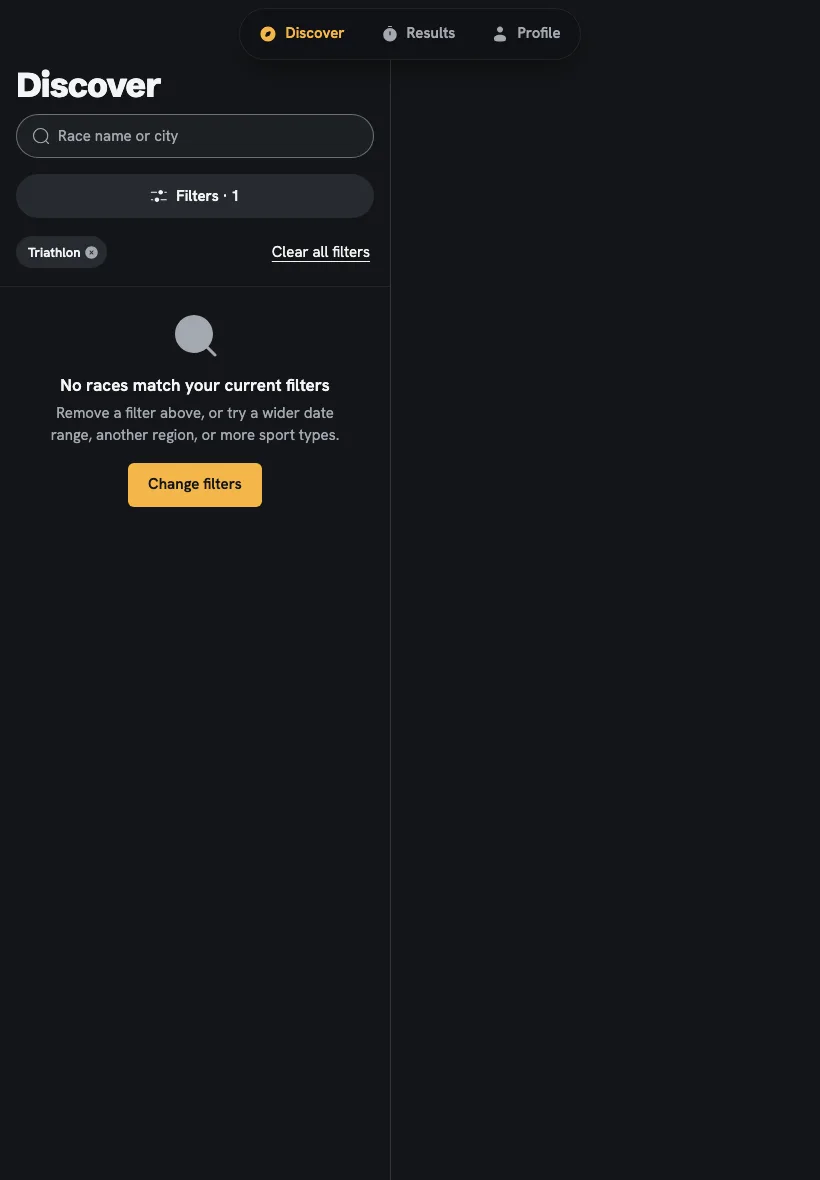 Discover
Results
Profile
Discover
Race name or city
Filters · 1
Triathlon
Clear all filters
No races match your current filters
Remove a filter above, or try a wider date
range, another region, or more sport types.
Change filters